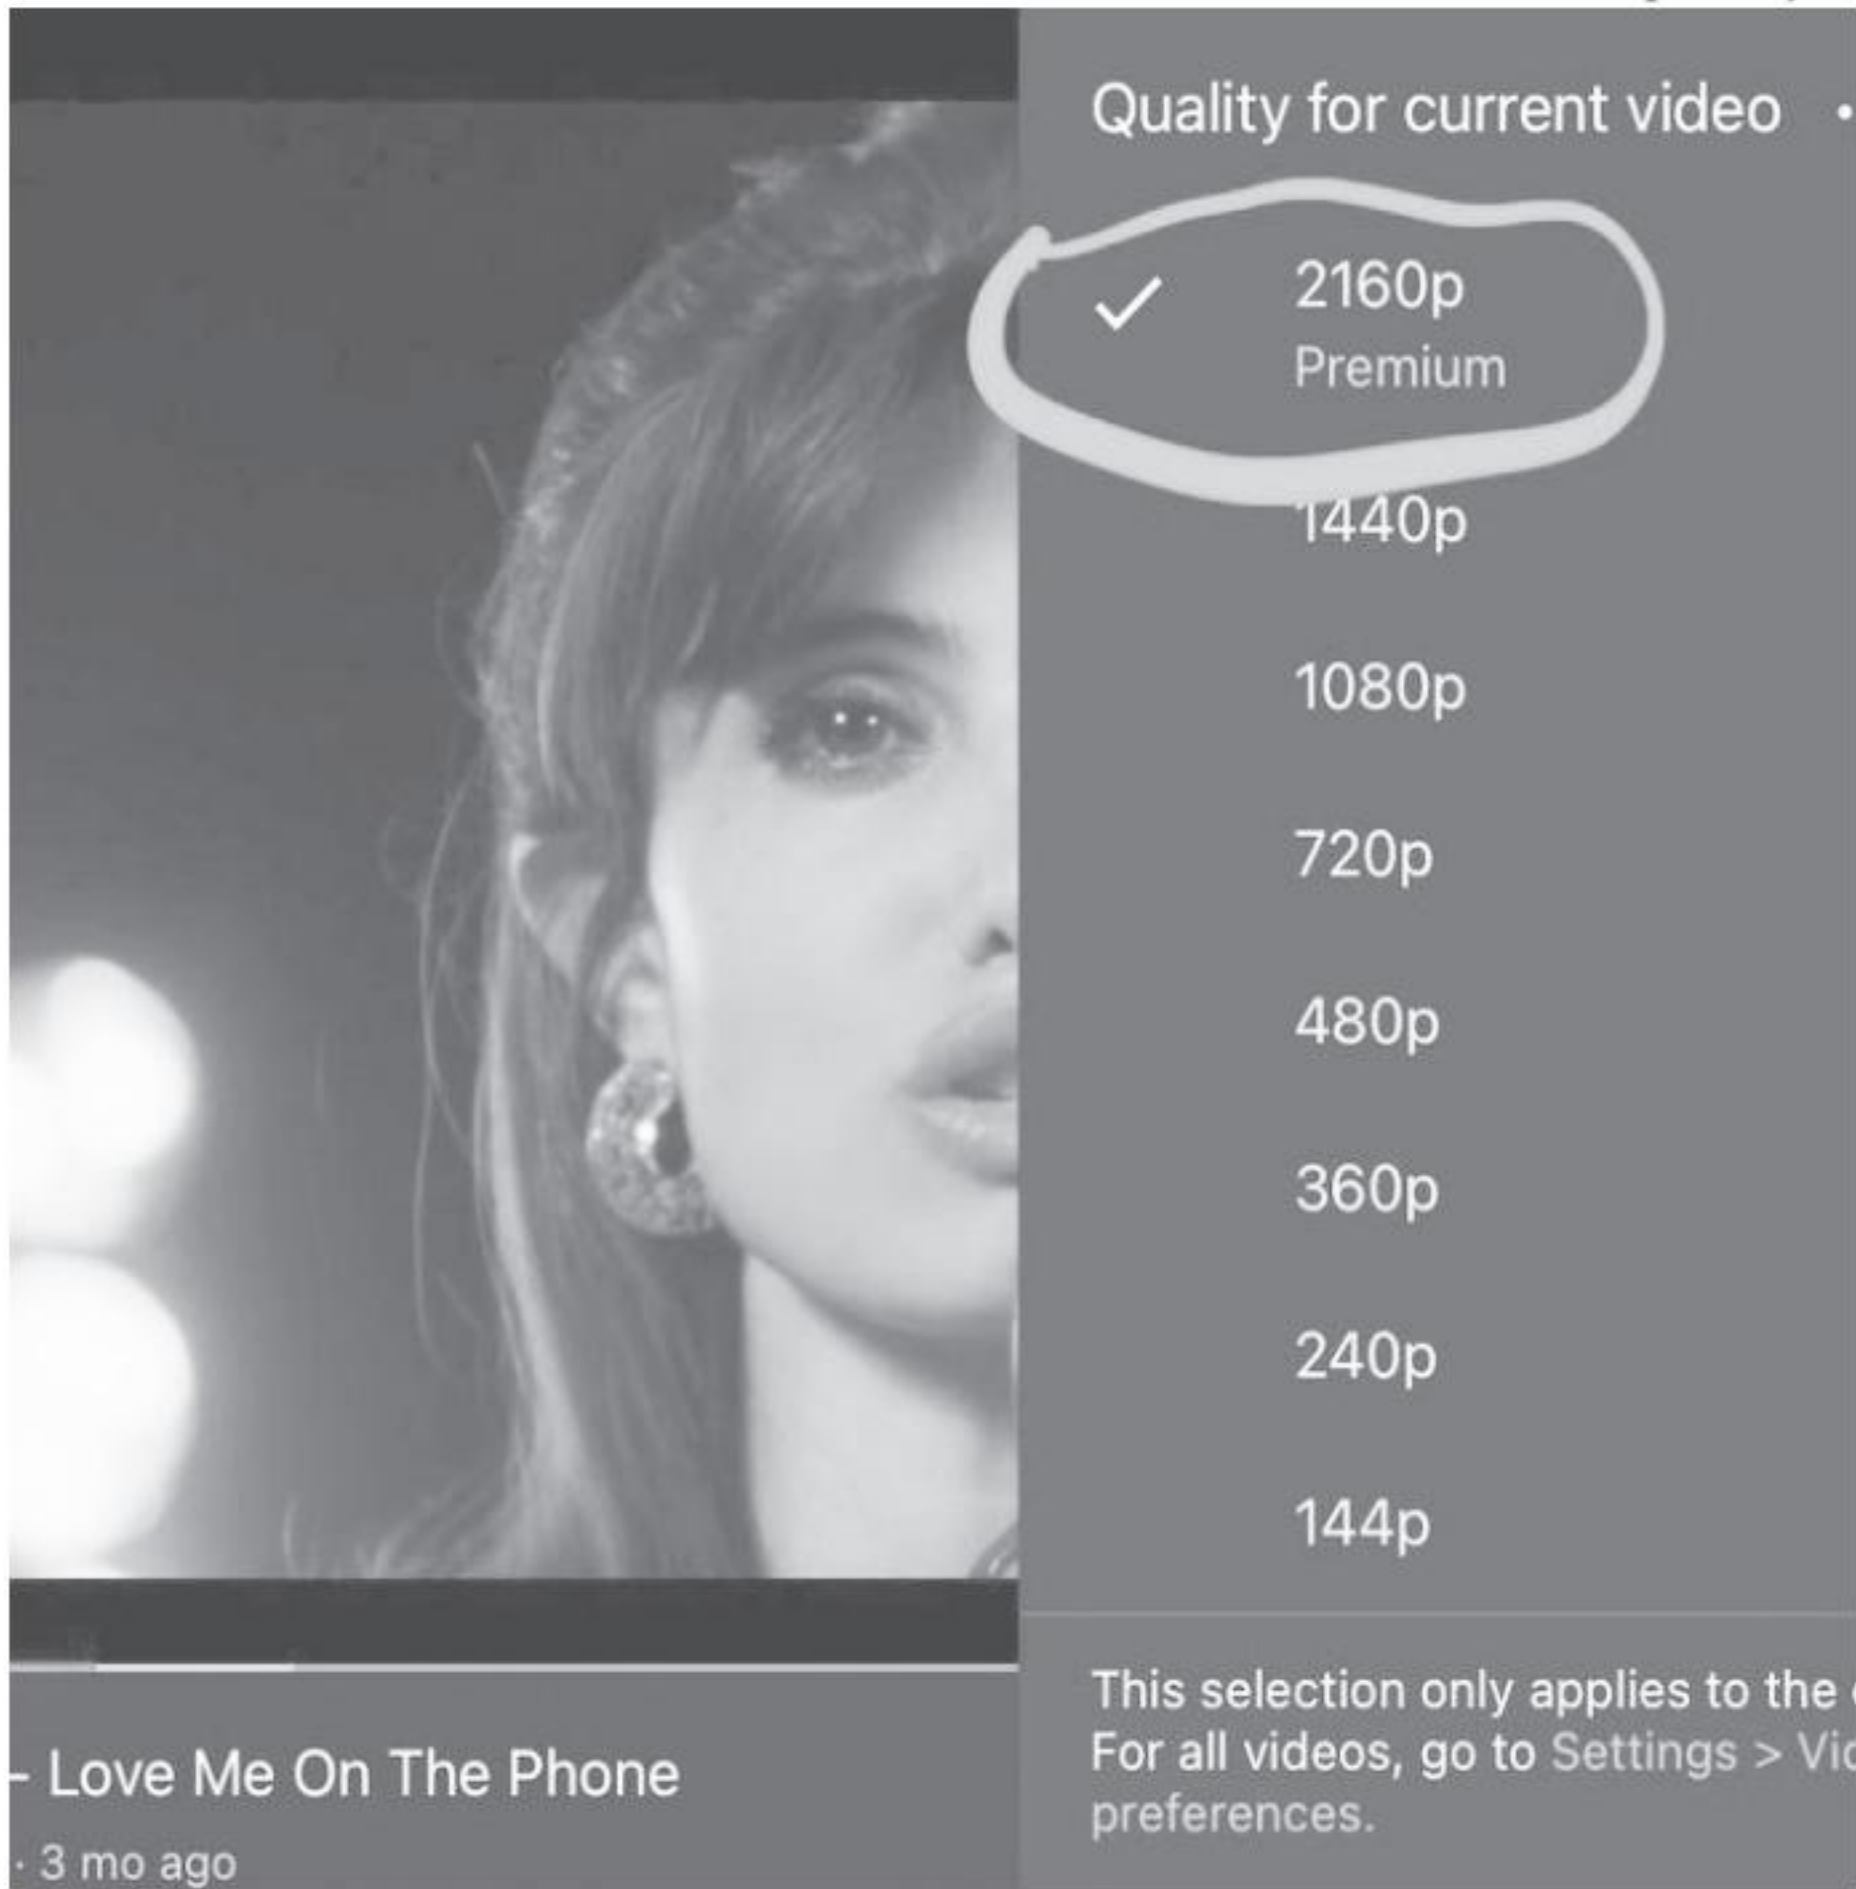 Quality for current video •
2160p
Premium
1440p
1080p
720p
480p
360p
240p
144p
This selection only applies to the
For all videos, go to Settings >
preferences.
– Love Me On The Phone
· 3 mo ago